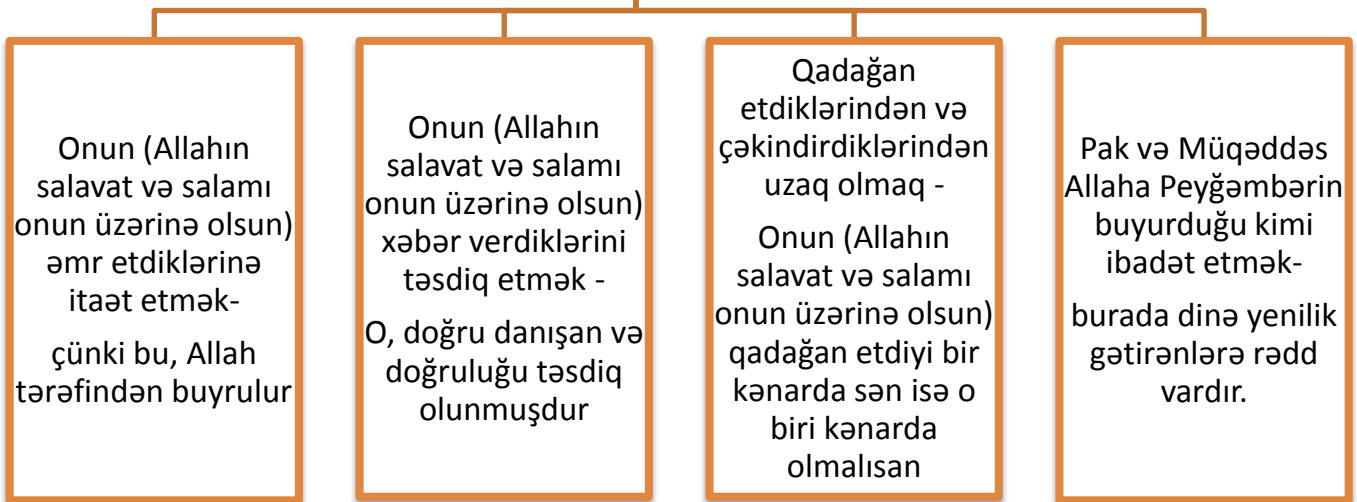 Onun (Allahın
salavat və salamı
onun üzərinə olsun)
əmr etdiklərinə
itaət etmək-
çünki bu, Allah
tərəfindən buyrulur
Onun (Allahın
salavat və salamı
onun üzərinə olsun)
xəbər verdiklərini
təsdiq etmək -
O, doğru danışan və
doğruluğu təsdiq
olunmuşdur
Qadağan
etdiklərindən və
çəkindirdiklərindən
uzaq olmaq -
Onun (Allahın
salavat və salamı
onun üzərinə olsun)
qadağan etdiyi bir
kənarda sən isə o
biri kənarda
olmalısan
Pak və Müqəddəs
Allaha Peyğəmbərin
buyurduğu kimi
ibadət etmək-
burada dinə yenilik
gətirənlərə rədd
vardır.